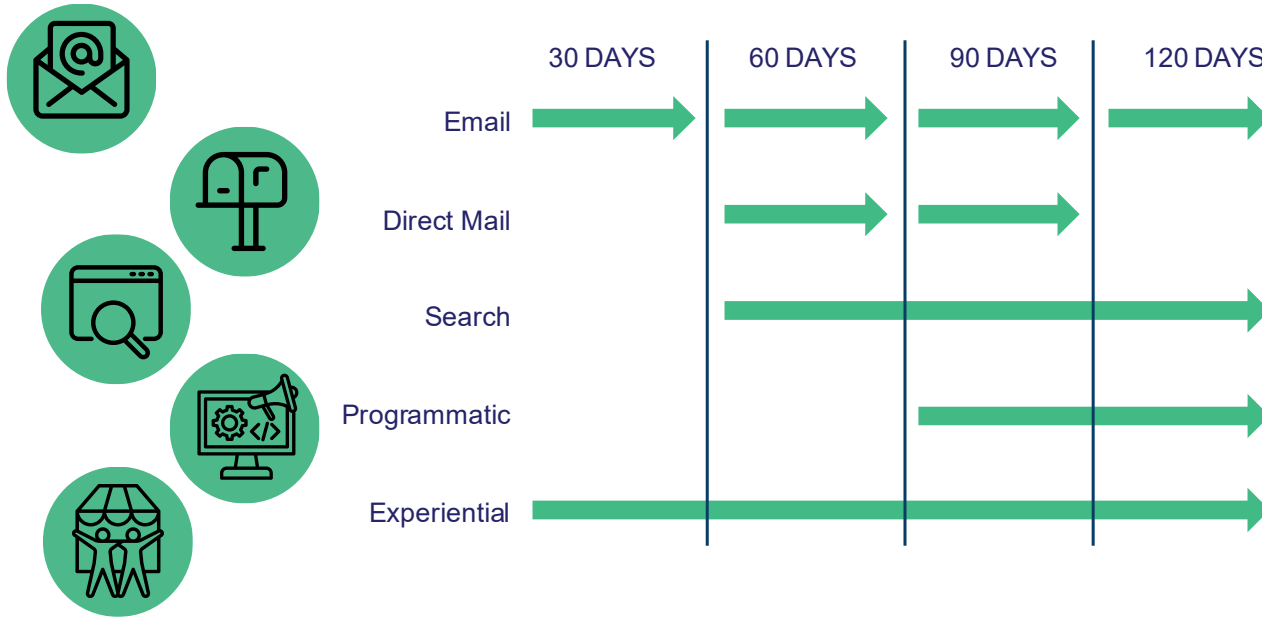 30 DAYS 60 DAYS 90 DAYS 120 DAYS
Email
Direct Mail
Search
Programmatic
Experiential